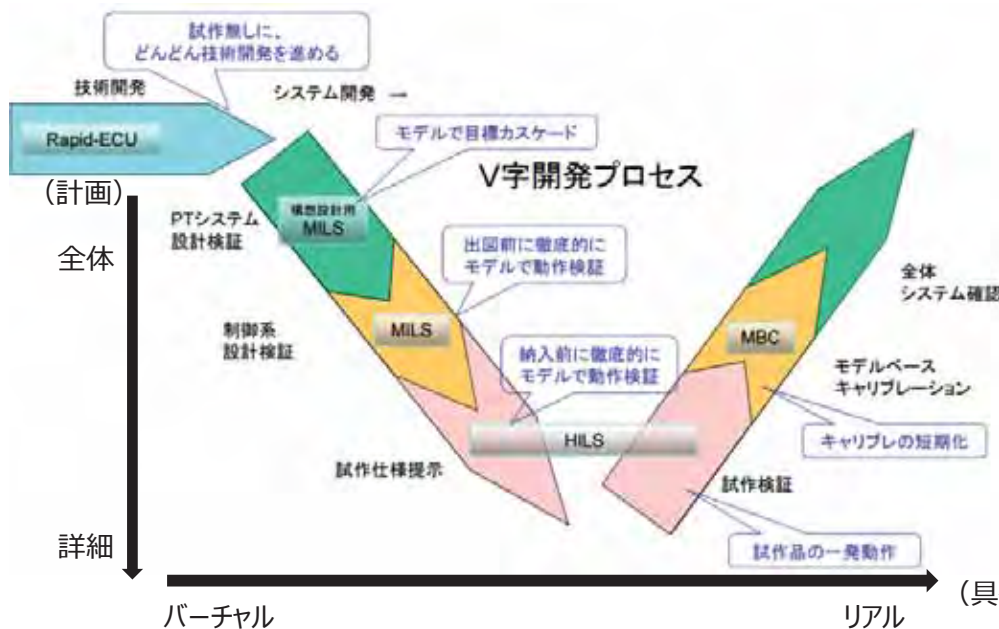 試作無しに、
どんどん技術開発を進める
技術開発
システム開発 →
Rapid-ECU
モデルで目標カスケード
V字開発プロセス
(計画)
PTシステム
設計検証
構想設計用
MILS
全体
出図前に徹底的に
モデルで動作検証
全体
システム確認
制御系
設計検証
MILS
MBC
納入前に徹底的に
モデルで動作検証
モデルベース
キャリブレーション
HILS
キャリブレの短期化
試作仕様提示
試作検証
詳細
試作品の一発動作
(具
バーチャル
リアル